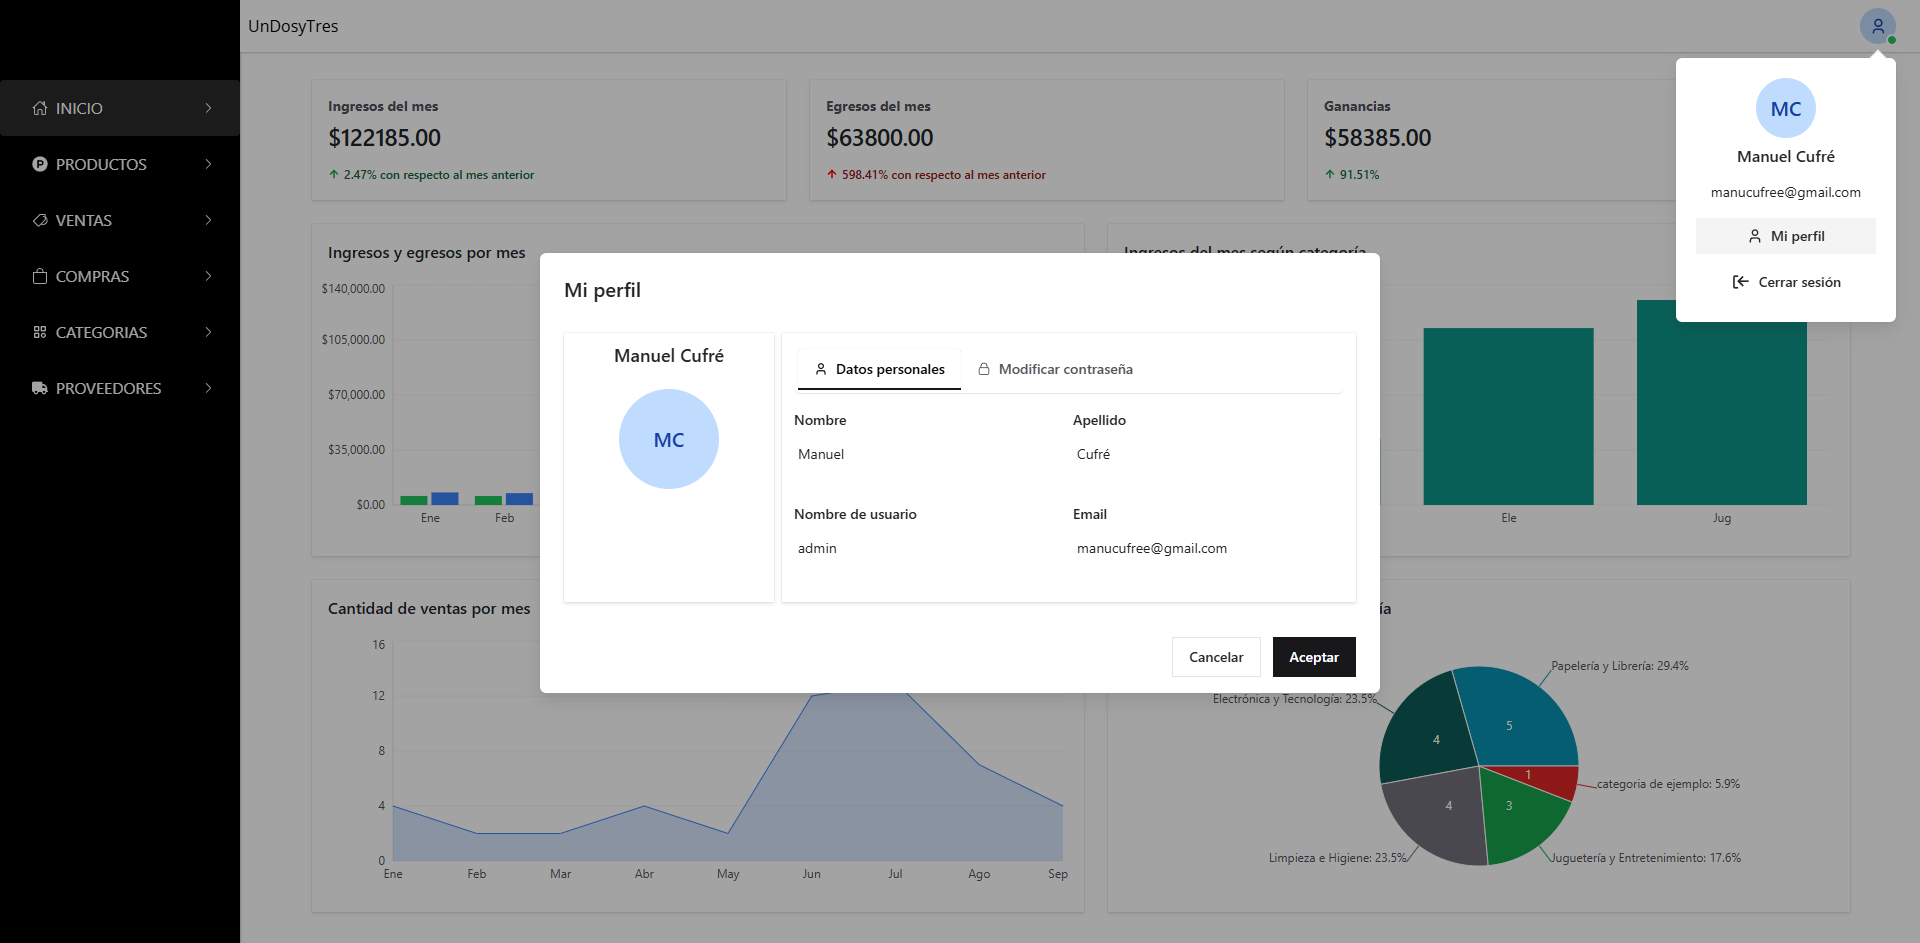 UnDosyTres
INICIO
PRODUCTOS
VENTAS
COMPRAS
CATEGORIAS
PROVEEDORES
Ingresos del mes
$122185.00
2.47% con respecto al mes anterior
Egresos del mes
$63800.00
598.41% con respecto al mes anterior
Ganancias
$58385.00
91.51%
MC
Manuel Cufré
manucufree@gmail.com
Mi perfil
Cerrar sesión
Ingresos y egresos por mes
$140,000.00
$105,000.00
$70,000.00
$35,000.00
$0.00
Ene
Feb
Ingresos del mes según categoría
Ele
Jug
Mi perfil
Manuel Cufré
MC
Datos personales
Modificar contraseña
Nombre
Apellido
Manuel
Cufré
Nombre de usuario
Email
admin
manucufree@gmail.com
Cancelar
Aceptar
Cantidad de ventas por mes
16
12
8
4
0
Ene
Feb
Mar
Abr
May
Jun
Jul
Ago
Sep
ía
Papelería y Librería: 29.4%
Electrónica y Tecnología: 23.5%
categoria de ejemplo: 5.9%
Limpieza e Higiene: 23.5%
Juguetería y Entretenimiento: 17.6%
5
4
1
4
3